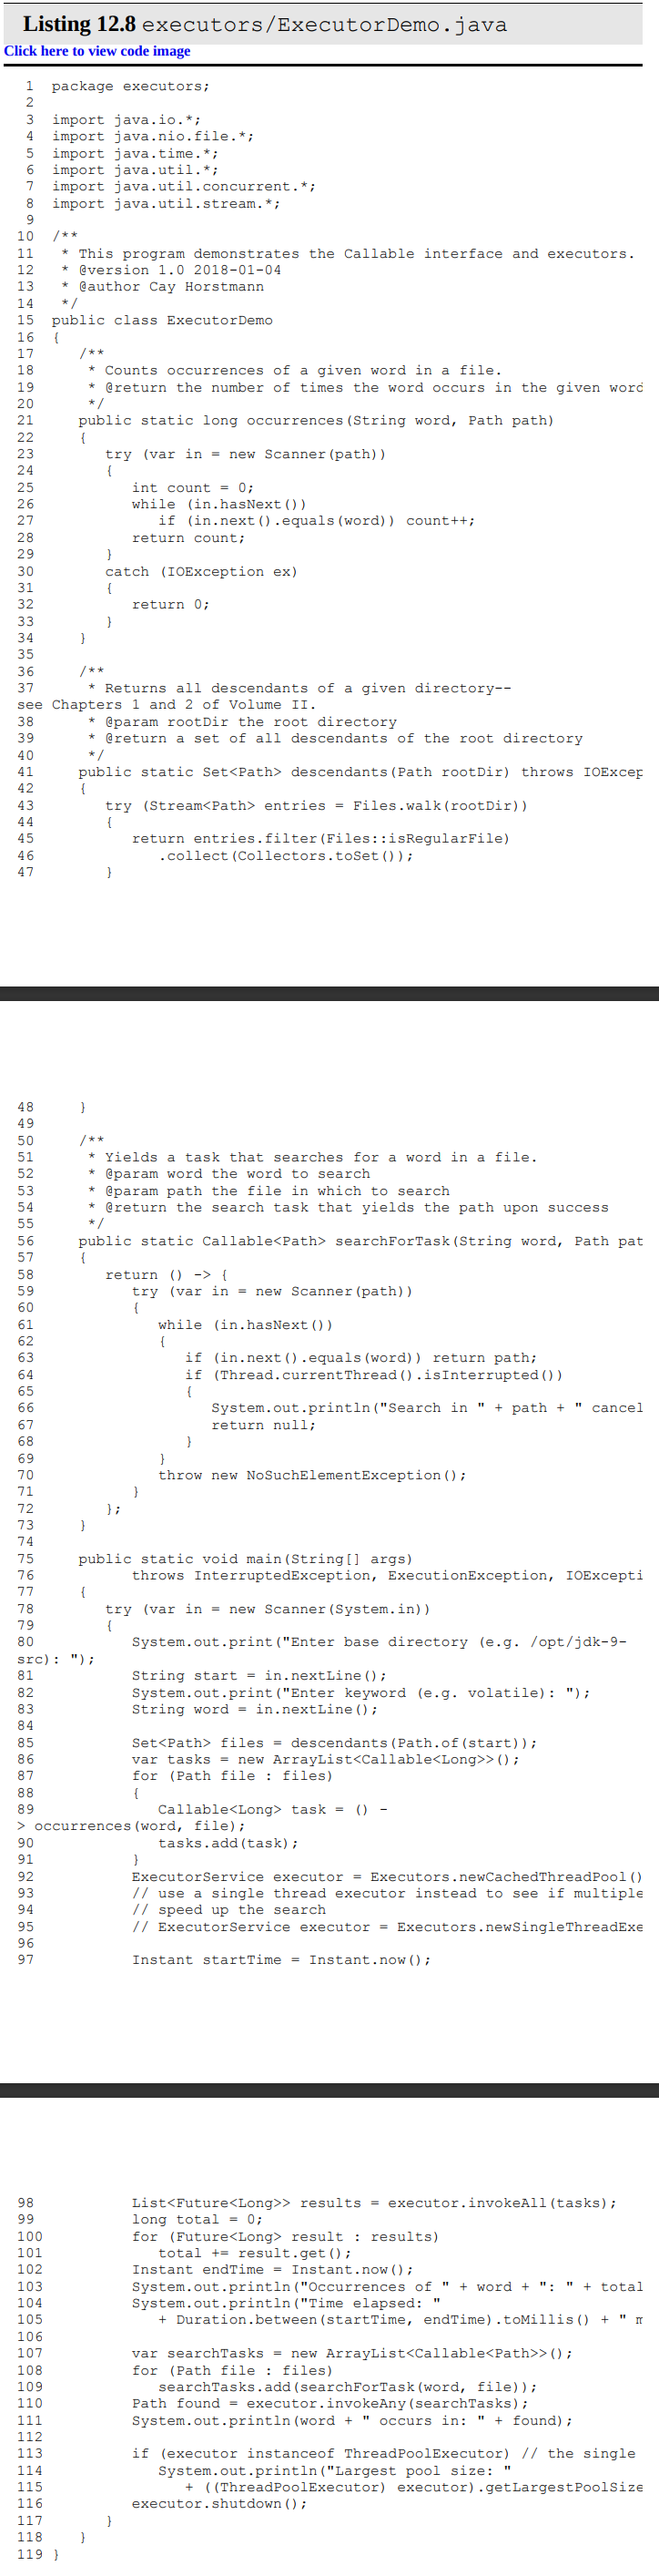 Listing 12.8 executors/ExecutorDemo.java
Click here to view code image
1 package executors;
2
3 import java.io.*;
4 import java.nio.file.*;
5 import java.time.*;
6 import java.util.*;
7 import java.util.concurrent.*;
8 import java.util.stream.*;
9
10 /**
11  * This program demonstrates the Callable interface and executors.
12  * @version 1.0 2018-01-04
13  * @author Cay Horstmann
14  */
15 public class ExecutorDemo
16 {
17    /**
18     * Counts occurrences of a given word in a file.
19     * @return the number of times the word occurs in the given word
20     */
21    public static long occurrences(String word, Path path)
22    {
23       try (var in = new Scanner(path))
24       {
25          int count = 0;
26          while (in.hasNext())
27             if (in.next().equals(word)) count++;
28          return count;
29       }
30       catch (IOException ex)
31       {
32          return 0;
33       }
34    }
35
36    /**
37     * Returns all descendants of a given directory--
see Chapters 1 and 2 of Volume II.
38     * @param rootDir the root directory
39     * @return a set of all descendants of the root directory
40     */
41    public static Set<Path> descendants(Path rootDir) throws IOExcep
42    {
43       try (Stream<Path> entries = Files.walk(rootDir))
44       {
45          return entries.filter(Files::isRegularFile)
46             .collect(Collectors.toSet());
47       }
48    }
49
50    /**
51     * Yields a task that searches for a word in a file.
52     * @param word the word to search
53     * @param path the file in which to search
54     * @return the search task that yields the path upon success
55     */
56    public static Callable<Path> searchForTask(String word, Path pat
57    {
58       return () -> {
59          try (var in = new Scanner(path))
60          {
61             while (in.hasNext())
62             {
63                if (in.next().equals(word)) return path;
64                if (Thread.currentThread().isInterrupted())
65                {
66                   System.out.println("Search in " + path + " cancel
67                   return null;
68                }
69             }
70             throw new NoSuchElementException();
71          }
72       };
73    }
74
75    public static void main(String[] args)
76          throws InterruptedException, ExecutionException, IOExcepti
77    {
78       try (var in = new Scanner(System.in))
79       {
80          System.out.print("Enter base directory (e.g. /opt/jdk-9-
src): ");
81          String start = in.nextLine();
82          System.out.print("Enter keyword (e.g. volatile): ");
83          String word = in.nextLine();
84
85          Set<Path> files = descendants(Path.of(start));
86          var tasks = new ArrayList<Callable<Long>>();
87          for (Path file : files)
88          {
89             Callable<Long> task = () -
> occurrences(word, file);
90             tasks.add(task);
91          }
92          ExecutorService executor = Executors.newCachedThreadPool()
93          // use a single thread executor instead to see if multiple
94          // speed up the search
95          // ExecutorService executor = Executors.newSingleThreadExe
96
97          Instant startTime = Instant.now();
98          List<Future<Long>> results = executor.invokeAll(tasks);
99          long total = 0;
100          for (Future<Long> result : results)
101             total += result.get();
102          Instant endTime = Instant.now();
103          System.out.println("Occurrences of " + word + ": " + total
104          System.out.println("Time elapsed: "
105             + Duration.between(startTime, endTime).toMillis() + " m
106
107          var searchTasks = new ArrayList<Callable<Path>>();
108          for (Path file : files)
109             searchTasks.add(searchForTask(word, file));
110          Path found = executor.invokeAny(searchTasks);
111          System.out.println(word + " occurs in: " + found);
112
113          if (executor instanceof ThreadPoolExecutor) // the single
114             System.out.println("Largest pool size: "
115                + ((ThreadPoolExecutor) executor).getLargestPoolSize
116          executor.shutdown();
117       }
118    }
119 }